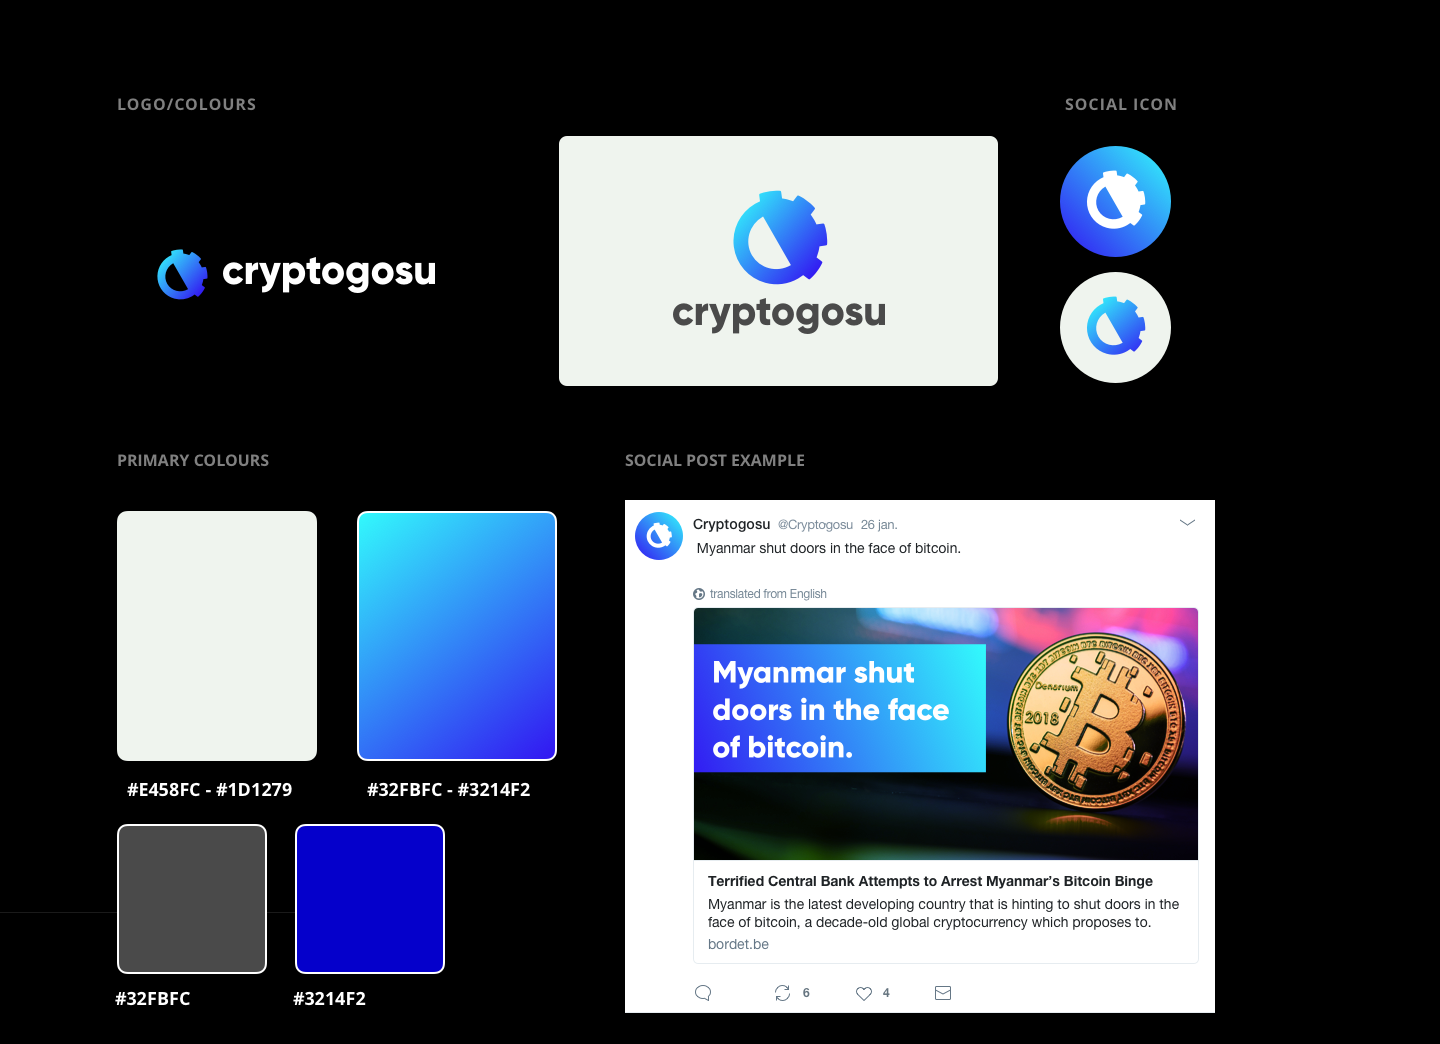 LOGO/COLOURS
SOCIAL ICON
cryptogosu
cryptogosu
PRIMARY COLOURS
#E458FC - #1D1279
#32FBFC - #3214F2
#32FBFC
#3214F2
SOCIAL POST EXAMPLE
Cryptogosu @Cryptogosu 26 jan.
Myanmar shut doors in the face of bitcoin.
translated from English
Myanmar shut
doors in the face
of bitcoin.
Denarium
2018
Terrified Central Bank Attempts to Arrest Myanmar’s Bitcoin Binge
Myanmar is the latest developing country that is hinting to shut doors in the
face of bitcoin, a decade-old global cryptocurrency which proposes to.
bordet.be
6
4